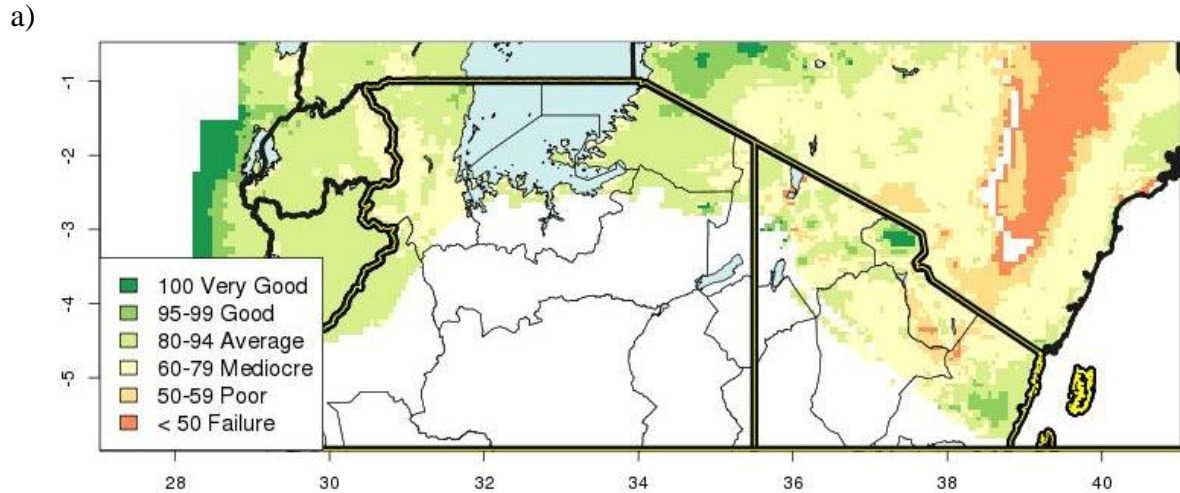 a)
-1
-2
-3
-4
-5
100 Very Good
95-99 Good
80-94 Average
60-79 Mediocre
50-59 Poor
< 50 Failure
28 30 32 34 36 38 40